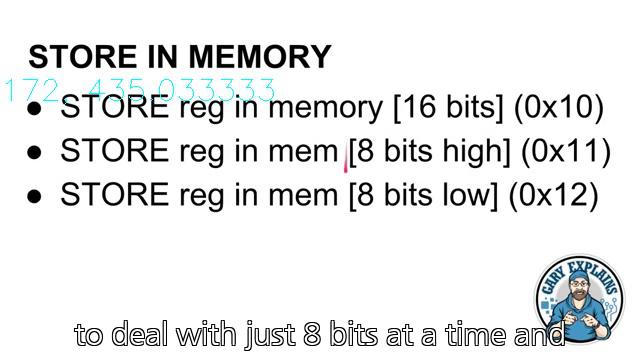 STORE IN MEMORY
172, 435.033333
● STORE reg in memory [16 bits] (0x10)
● STORE reg in mem [8 bits high] (0x11)
● STORE reg in mem [8 bits low] (0x12)
GARY EXPLAINS
to deal with just 8 bits at a time and